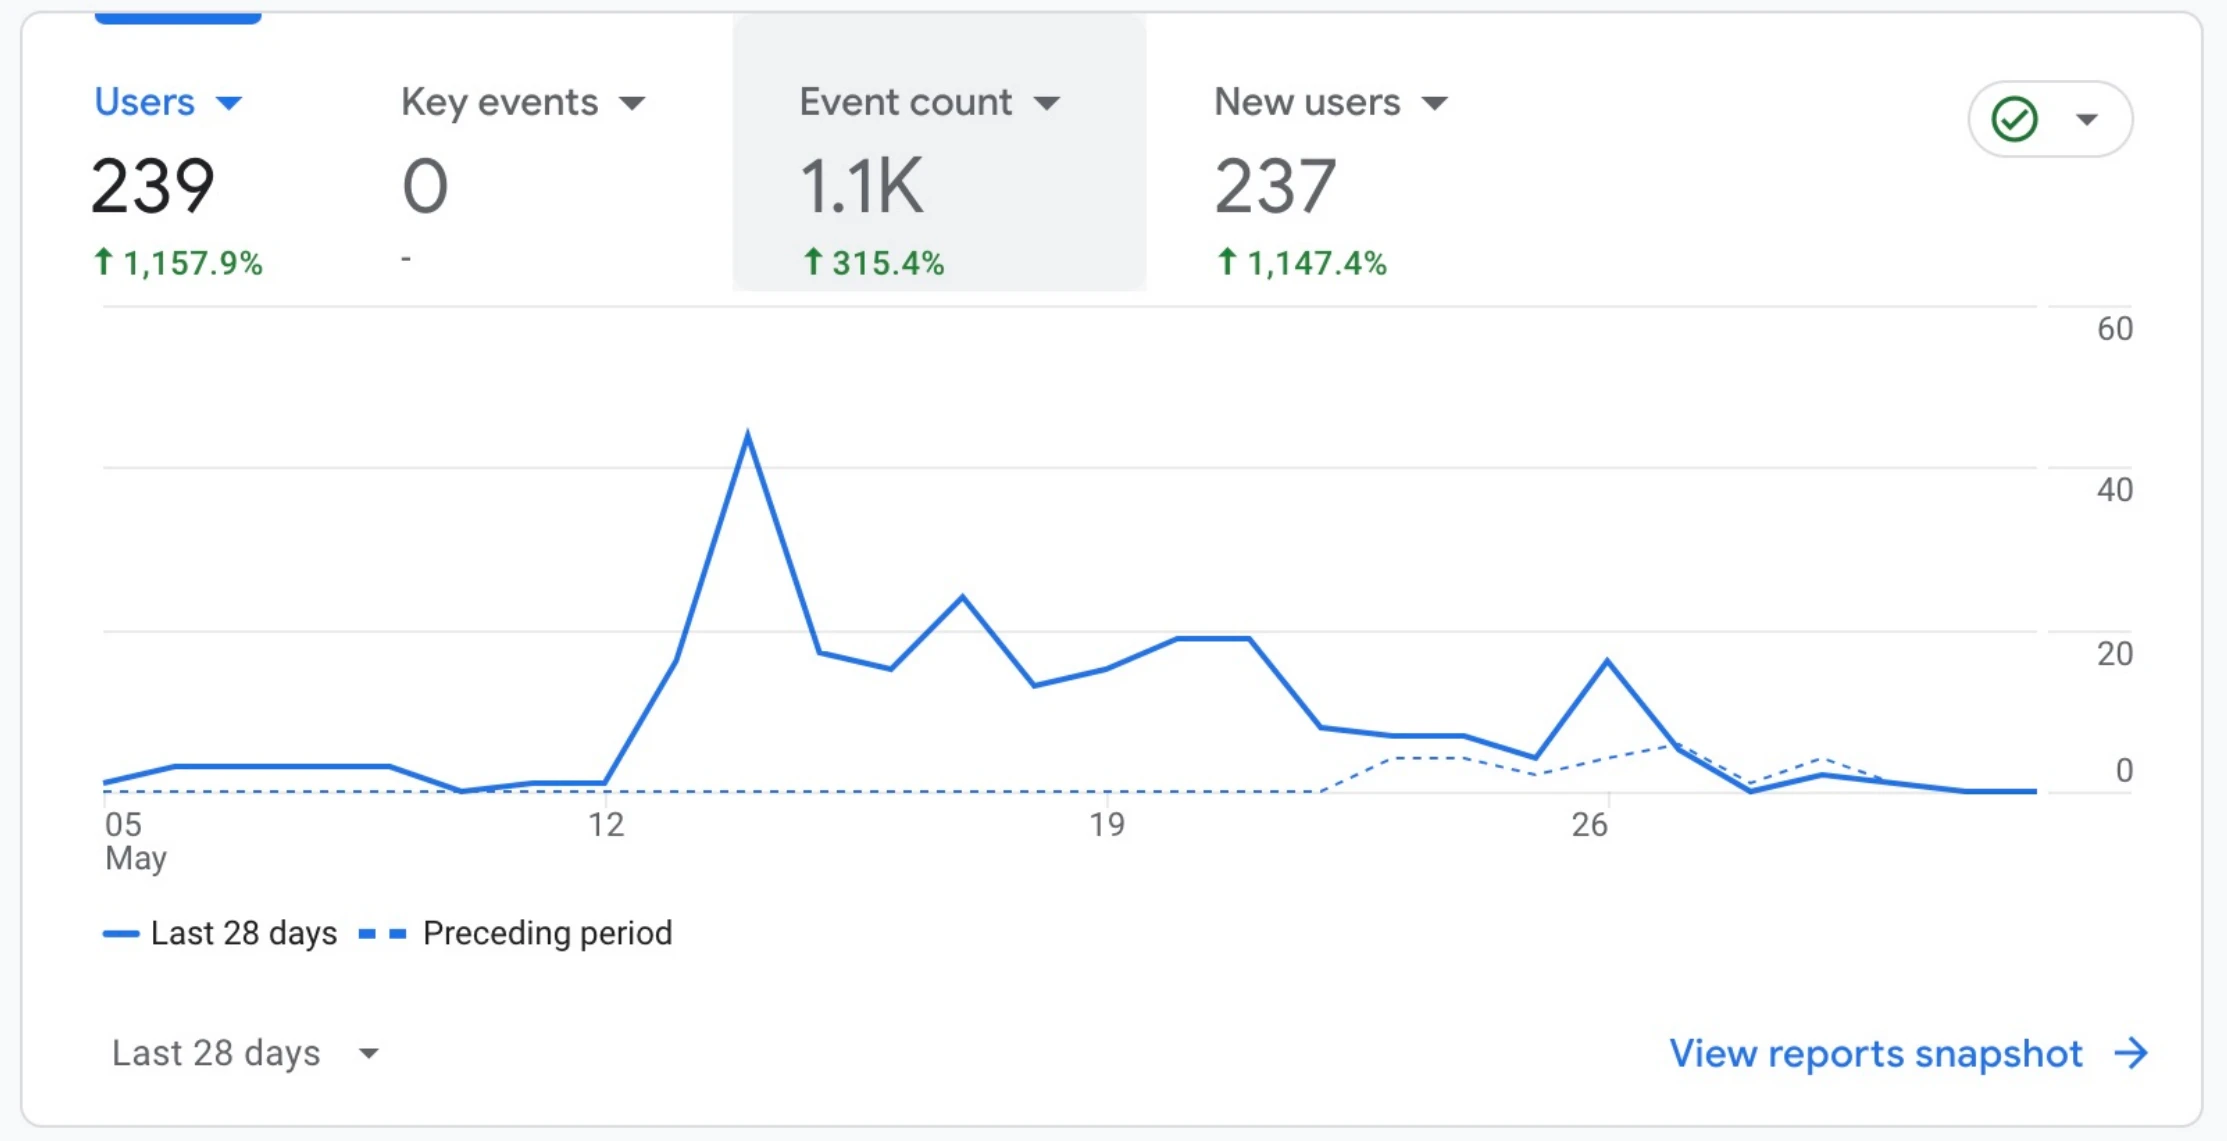 Users Key events Event count New users
239 0 1.1K 237
1,157.9% - 315.4% 1,147.4%
60
40
20
0
05 12 19 26
May
Last 28 days Preceding period
Last 28 days View reports snapshot